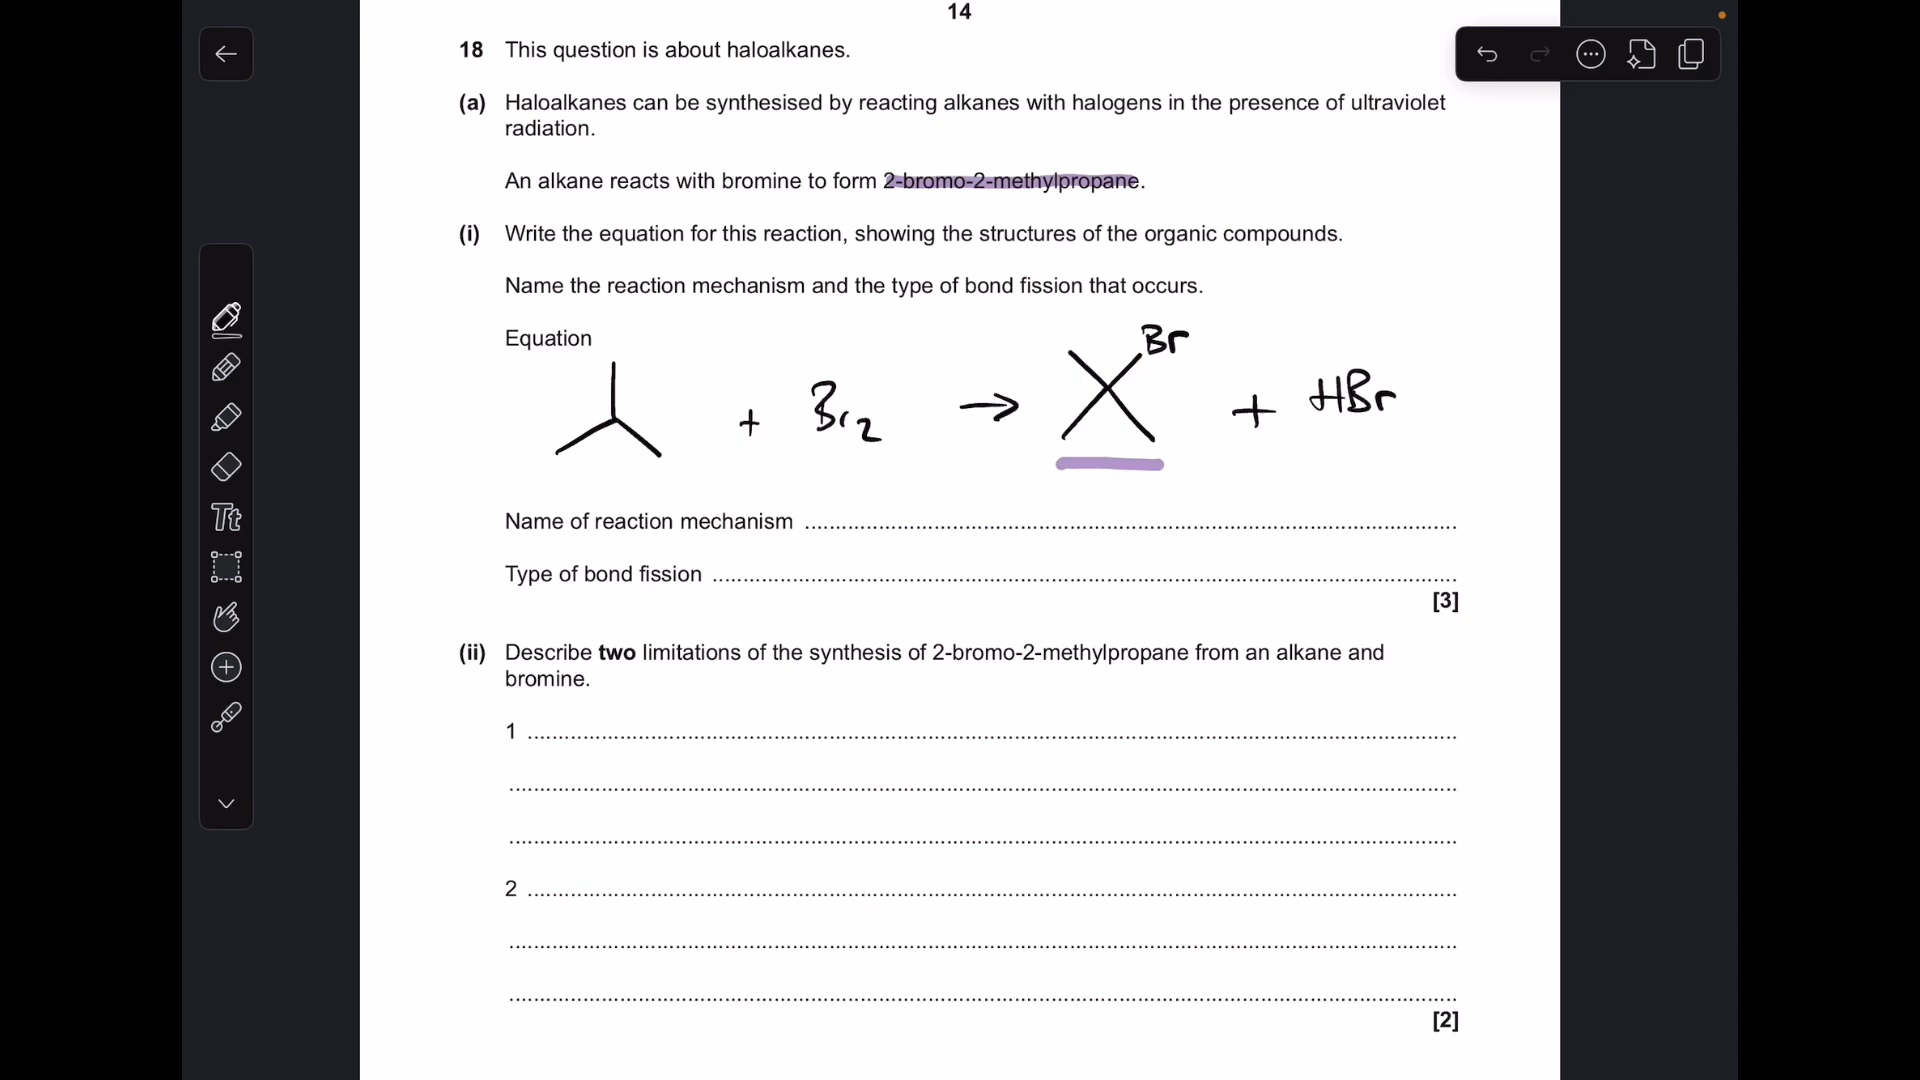 14
18 This question is about haloalkanes.
(a) Haloalkanes can be synthesised by reacting alkanes with halogens in the presence of ultraviolet
radiation.
An alkane reacts with bromine to form 2-bromo-2-methylpropane.
(i) Write the equation for this reaction, showing the structures of the organic compounds.
Name the reaction mechanism and the type of bond fission that occurs.
Equation
Br
+ Br2 → + HBr
Name of reaction mechanism ........................................
Type of bond fission ........................................
[3]
(ii) Describe two limitations of the synthesis of 2-bromo-2-methylpropane from an alkane and
bromine.
1 ........................................
2 ........................................
[2]
Tt